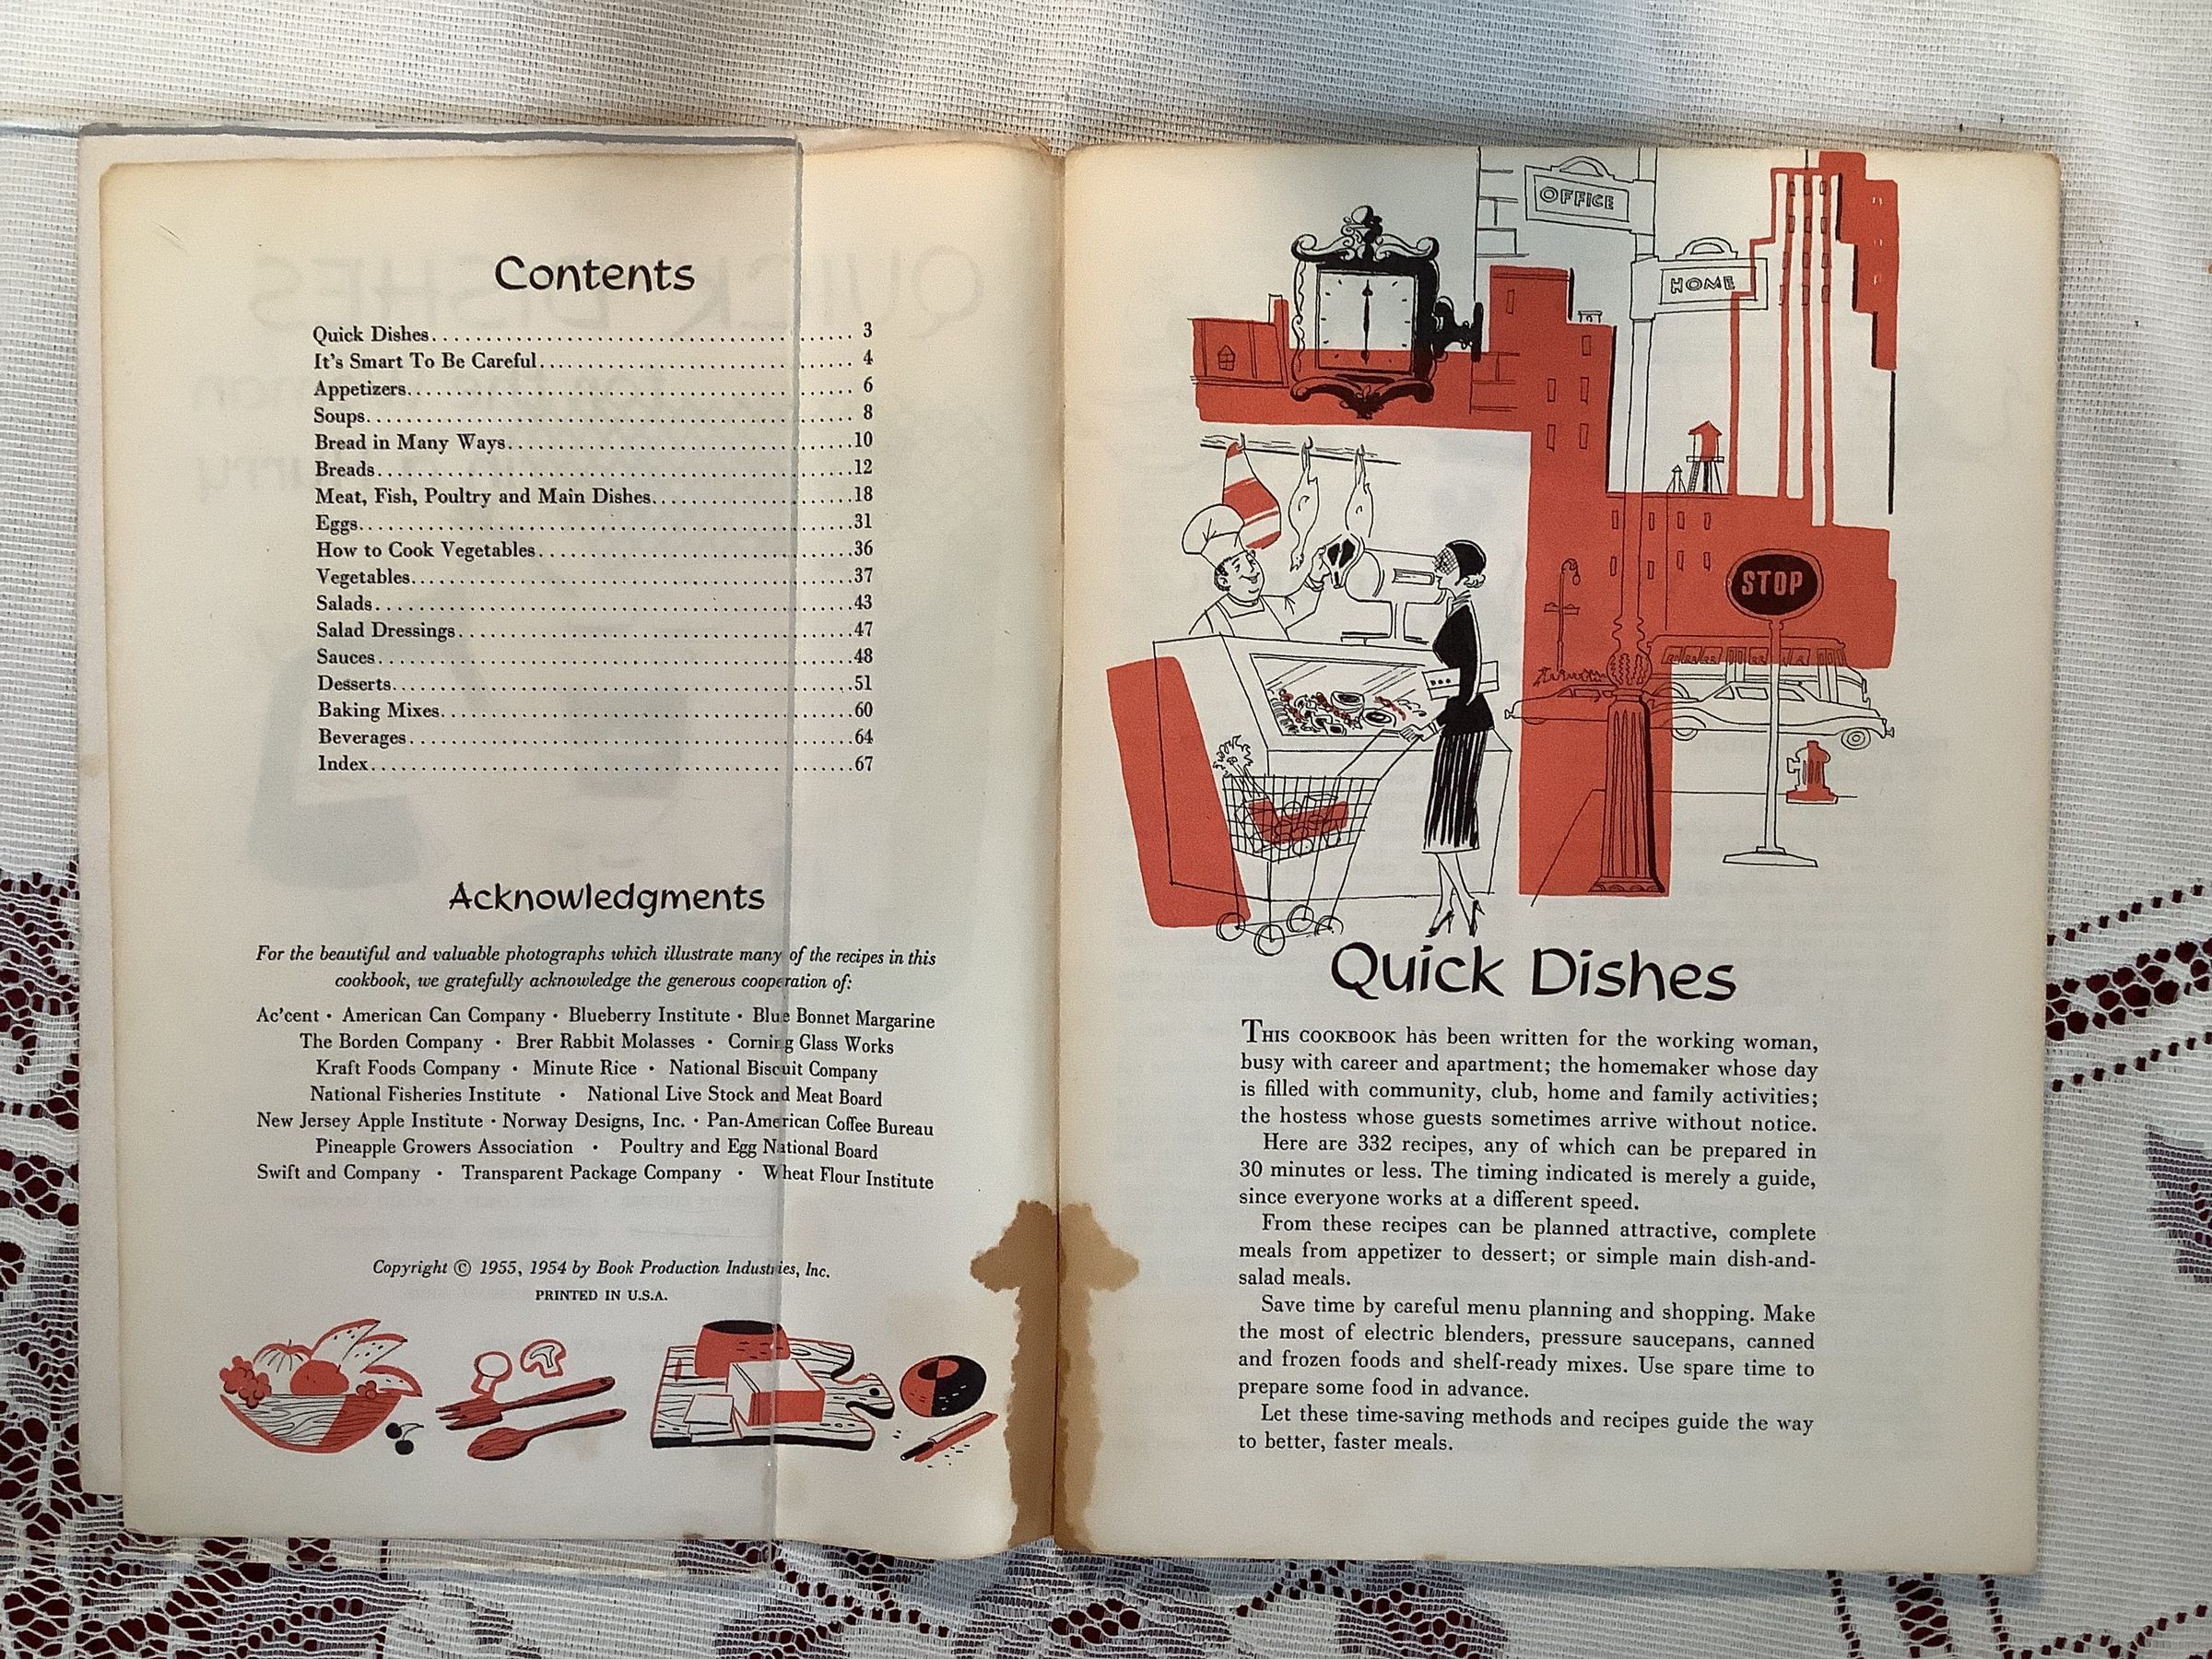 Contents
Quick Dishes........................................ 3
It's Smart To Be Careful........................................ 4
Appetizers........................................ 6
Soups........................................ 8
Bread in Many Ways........................................10
Breads........................................12
Meat, Fish, Poultry and Main Dishes........................................18
Eggs........................................31
How to Cook Vegetables........................................36
Vegetables........................................37
Salads........................................43
Salad Dressings........................................47
Sauces........................................48
Desserts........................................51
Baking Mixes........................................60
Beverages........................................64
Index........................................67
Acknowledgments
For the beautiful and valuable photographs which illustrate many of the recipes in this
cookbook, we gratefully acknowledge the generous cooperation of:
Ac'cent • American Can Company • Blueberry Institute • Blue Bonnet Margarine
The Borden Company • Brer Rabbit Molasses • Corning Glass Works
Kraft Foods Company • Minute Rice • National Biscuit Company
National Fisheries Institute • National Live Stock and Meat Board
New Jersey Apple Institute • Norway Designs, Inc. • Pan-American Coffee Bureau
Pineapple Growers Association • Poultry and Egg National Board
Swift and Company • Transparent Package Company • Wheat Flour Institute
Copyright © 1955, 1954 by Book Production Industries, Inc.
PRINTED IN U.S.A.
OFFICE
HOME
STOP
Quick Dishes
THIS COOKBOOK has been written for the working woman,
busy with career and apartment; the homemaker whose day
is filled with community, club, home and family activities;
the hostess whose guests sometimes arrive without notice.
Here are 332 recipes, any of which can be prepared in
30 minutes or less. The timing indicated is merely a guide,
since everyone works at a different speed.
From these recipes can be planned attractive, complete
meals from appetizer to dessert; or simple main dish-and-
salad meals.
Save time by careful menu planning and shopping. Make
the most of electric blenders, pressure saucepans, canned
and frozen foods and shelf-ready mixes. Use spare time to
prepare some food in advance.
Let these time-saving methods and recipes guide the way
to better, faster meals.